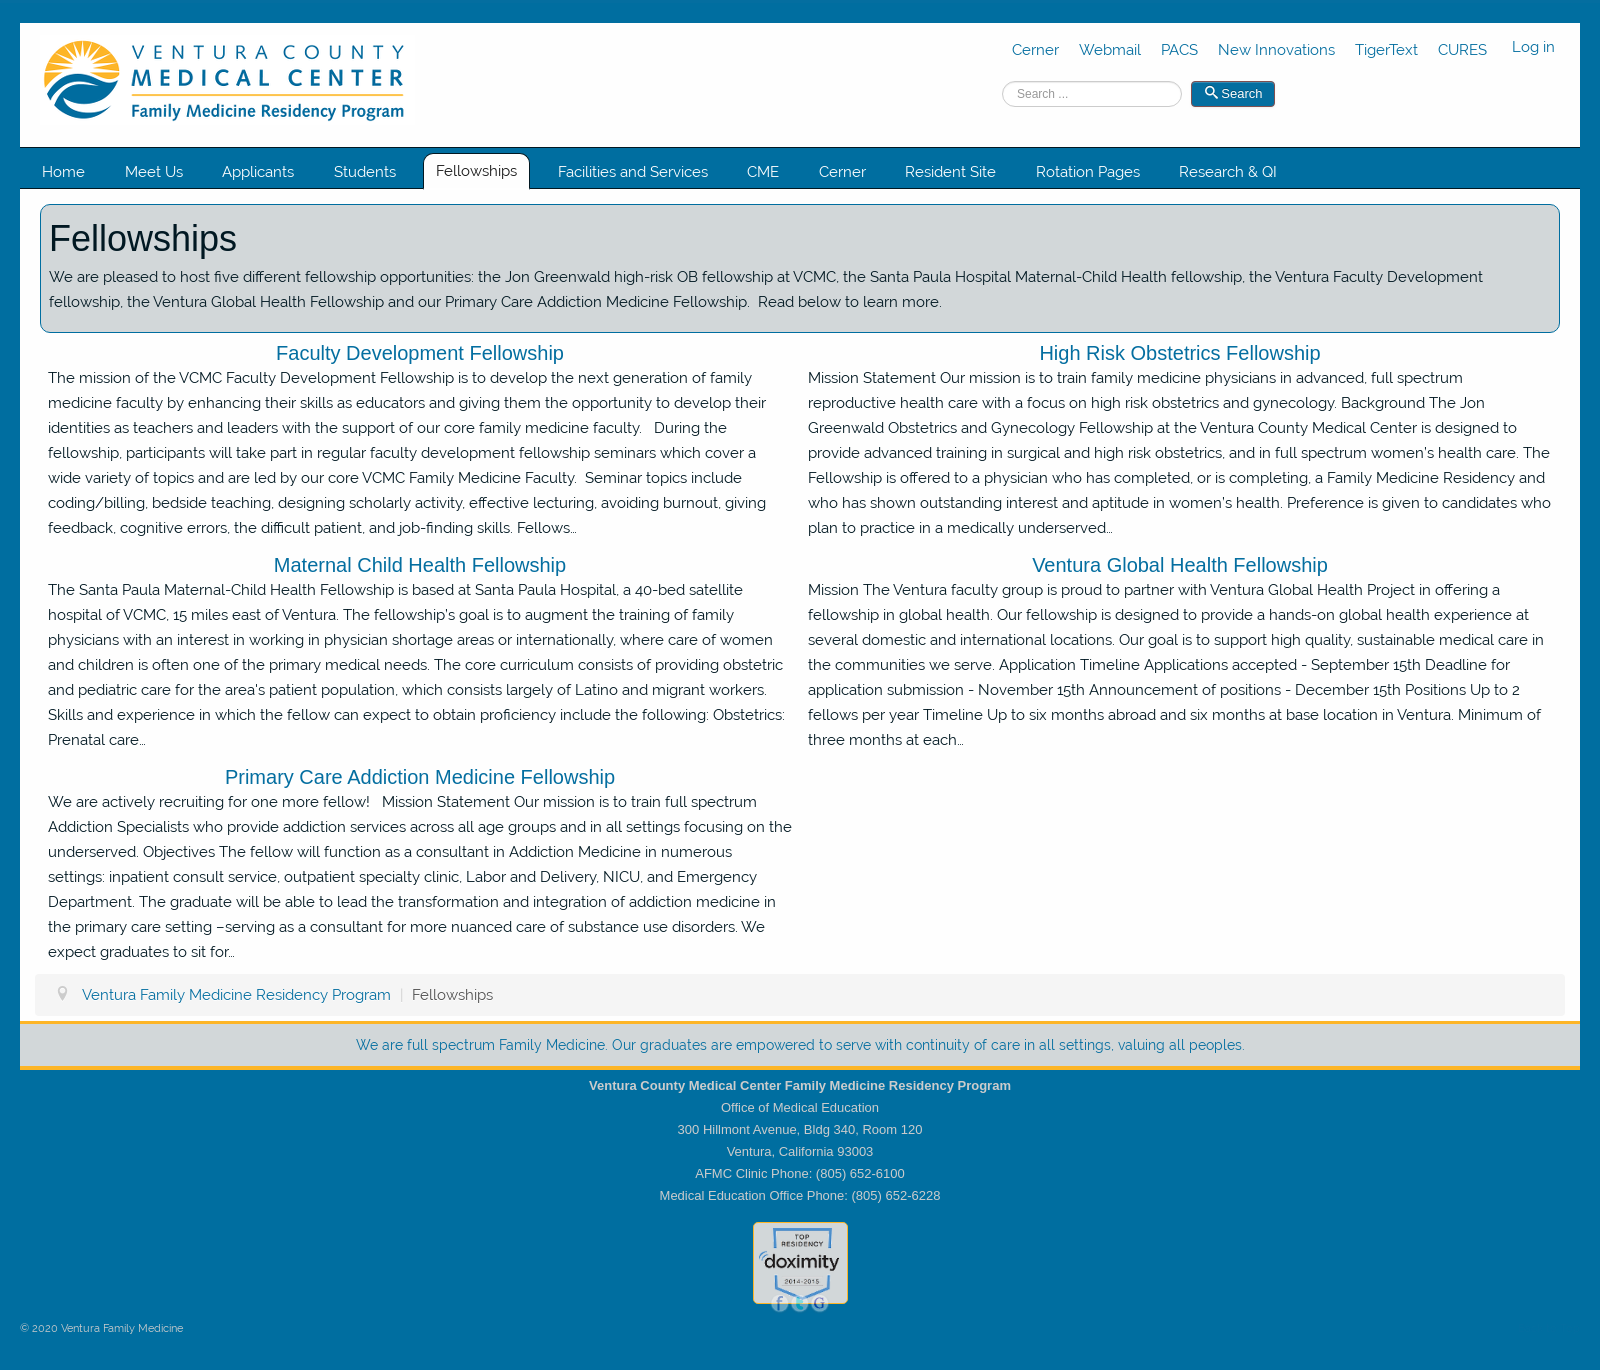 VENTURA COUNTY
MEDICAL CENTER
Family Medicine Residency Program
Cerner Webmail PACS New Innovations TigerText CURES Log in
Search ... Search
Home Meet Us Applicants Students Fellowships Facilities and Services CME Cerner Resident Site Rotation Pages Research & QI
Fellowships
We are pleased to host five different fellowship opportunities: the Jon Greenwald high-risk OB fellowship at VCMC, the Santa Paula Hospital Maternal-Child Health fellowship, the Ventura Faculty Development
fellowship, the Ventura Global Health Fellowship and our Primary Care Addiction Medicine Fellowship.  Read below to learn more.
Faculty Development Fellowship
The mission of the VCMC Faculty Development Fellowship is to develop the next generation of family
medicine faculty by enhancing their skills as educators and giving them the opportunity to develop their
identities as teachers and leaders with the support of our core family medicine faculty.   During the
fellowship, participants will take part in regular faculty development fellowship seminars which cover a
wide variety of topics and are led by our core VCMC Family Medicine Faculty.  Seminar topics include
coding/billing, bedside teaching, designing scholarly activity, effective lecturing, avoiding burnout, giving
feedback, cognitive errors, the difficult patient, and job-finding skills. Fellows…
High Risk Obstetrics Fellowship
Mission Statement Our mission is to train family medicine physicians in advanced, full spectrum
reproductive health care with a focus on high risk obstetrics and gynecology. Background The Jon
Greenwald Obstetrics and Gynecology Fellowship at the Ventura County Medical Center is designed to
provide advanced training in surgical and high risk obstetrics, and in full spectrum women's health care. The
Fellowship is offered to a physician who has completed, or is completing, a Family Medicine Residency and
who has shown outstanding interest and aptitude in women's health. Preference is given to candidates who
plan to practice in a medically underserved…
Maternal Child Health Fellowship
The Santa Paula Maternal-Child Health Fellowship is based at Santa Paula Hospital, a 40-bed satellite
hospital of VCMC, 15 miles east of Ventura. The fellowship's goal is to augment the training of family
physicians with an interest in working in physician shortage areas or internationally, where care of women
and children is often one of the primary medical needs. The core curriculum consists of providing obstetric
and pediatric care for the area's patient population, which consists largely of Latino and migrant workers.
Skills and experience in which the fellow can expect to obtain proficiency include the following: Obstetrics:
Prenatal care…
Ventura Global Health Fellowship
Mission The Ventura faculty group is proud to partner with Ventura Global Health Project in offering a
fellowship in global health. Our fellowship is designed to provide a hands-on global health experience at
several domestic and international locations. Our goal is to support high quality, sustainable medical care in
the communities we serve. Application Timeline Applications accepted - September 15th Deadline for
application submission - November 15th Announcement of positions - December 15th Positions Up to 2
fellows per year Timeline Up to six months abroad and six months at base location in Ventura. Minimum of
three months at each…
Primary Care Addiction Medicine Fellowship
We are actively recruiting for one more fellow!   Mission Statement Our mission is to train full spectrum
Addiction Specialists who provide addiction services across all age groups and in all settings focusing on the
underserved. Objectives The fellow will function as a consultant in Addiction Medicine in numerous
settings: inpatient consult service, outpatient specialty clinic, Labor and Delivery, NICU, and Emergency
Department. The graduate will be able to lead the transformation and integration of addiction medicine in
the primary care setting –serving as a consultant for more nuanced care of substance use disorders. We
expect graduates to sit for…
Ventura Family Medicine Residency Program | Fellowships
We are full spectrum Family Medicine. Our graduates are empowered to serve with continuity of care in all settings, valuing all peoples.
Ventura County Medical Center Family Medicine Residency Program
Office of Medical Education
300 Hillmont Avenue, Bldg 340, Room 120
Ventura, California 93003
AFMC Clinic Phone: (805) 652-6100
Medical Education Office Phone: (805) 652-6228
TOP
RESIDENCY
doximity
2014-2015
f t G
© 2020 Ventura Family Medicine